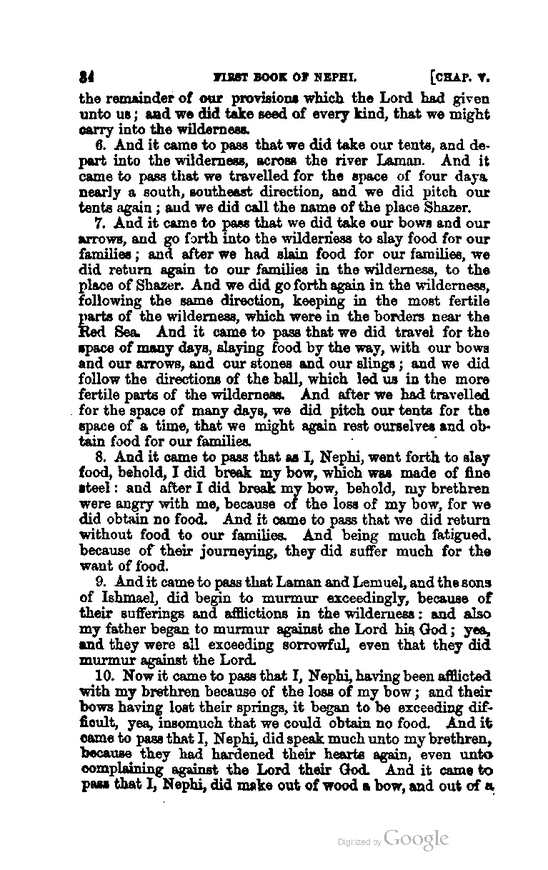 34 FIRST BOOK OF NEPHI. [CHAP. V.
the remainder of our provisions which the Lord had given
unto us; and we did take seed of every kind, that we might
carry into the wilderness.
6. And it came to pass that we did take our tents, and de-
part into the wilderness, across the river Laman. And it
came to pass that we travelled for the space of four days
nearly a south, southeast direction, and we did pitch our
tents again; and we did call the name of the place Shazer.
7. And it came to pass that we did take our bows and our
arrows, and go forth into the wilderness to slay food for our
families; and after we had slain food for our families, we
did return again to our families in the wilderness, to the
place of Shazer. And we did go forth again in the wilderness,
following the same direction, keeping in the most fertile
parts of the wilderness, which were in the borders near the
Red Sea. And it came to pass that we did travel for the
space of many days, slaying food by the way, with our bows
and our arrows, and our stones and our slings; and we did
follow the directions of the ball, which led us in the more
fertile parts of the wilderness. And after we had travelled
for the space of many days, we did pitch our tents for the
space of a time, that we might again rest ourselves and ob-
tain food for our families.
8. And it came to pass that as I, Nephi, went forth to slay
food, behold, I did break my bow, which was made of fine
steel: and after I did break my bow, behold, my brethren
were angry with me, because of the loss of my bow, for we
did obtain no food. And it came to pass that we did return
without food to our families. And being much fatigued,
because of their journeying, they did suffer much for the
want of food.
9. And it came to pass that Laman and Lemuel, and the sons
of Ishmael, did begin to murmur exceedingly, because of
their sufferings and afflictions in the wilderness: and also
my father began to murmur against the Lord his God; yea,
and they were all exceeding sorrowful, even that they did
murmur against the Lord.
10. Now it came to pass that I, Nephi, having been afflicted
with my brethren because of the loss of my bow; and their
bows having lost their springs, it began to be exceeding dif-
ficult, yea, insomuch that we could obtain no food. And it
came to pass that I, Nephi, did speak much unto my brethren,
because they had hardened their hearts again, even unto
complaining against the Lord their God. And it came to
pass that I, Nephi, did make out of wood a bow, and out of a
Digitized by Google